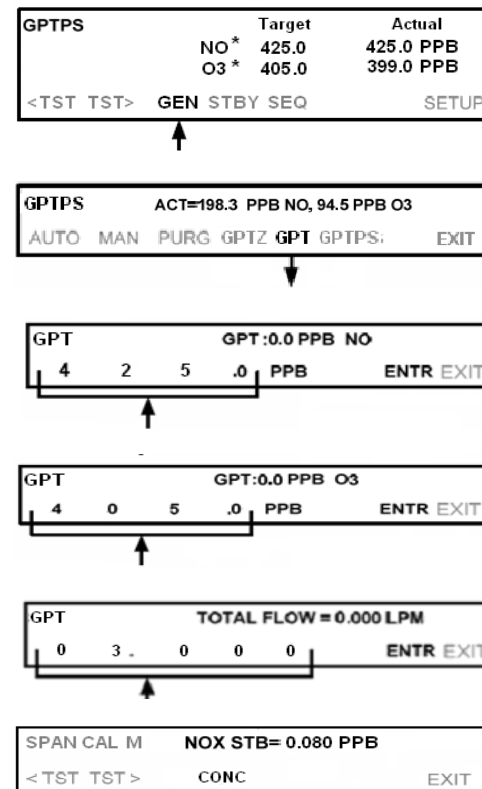 GPTPS Target Actual
NO* 425.0 425.0 PPB
O3* 405.0 399.0 PPB
<TST TST> GEN STBY SEQ SETUP
GPTPS ACT=198.3 PPB NO, 94.5 PPB O3
AUTO MAN PURG GPTZ GPT GPTPS: EXIT
GPT GPT:0.0 PPB NO
4 2 5 .0 PPB ENTR EXIT
GPT GPT:0.0 PPB O3
4 0 5 .0 PPB ENTR EXIT
GPT TOTAL FLOW = 0.000 LPM
0 3 . 0 0 0 ENTR EXIT
SPAN CAL M NOX STB= 0.080 PPB
< TST TST > CONC EXIT